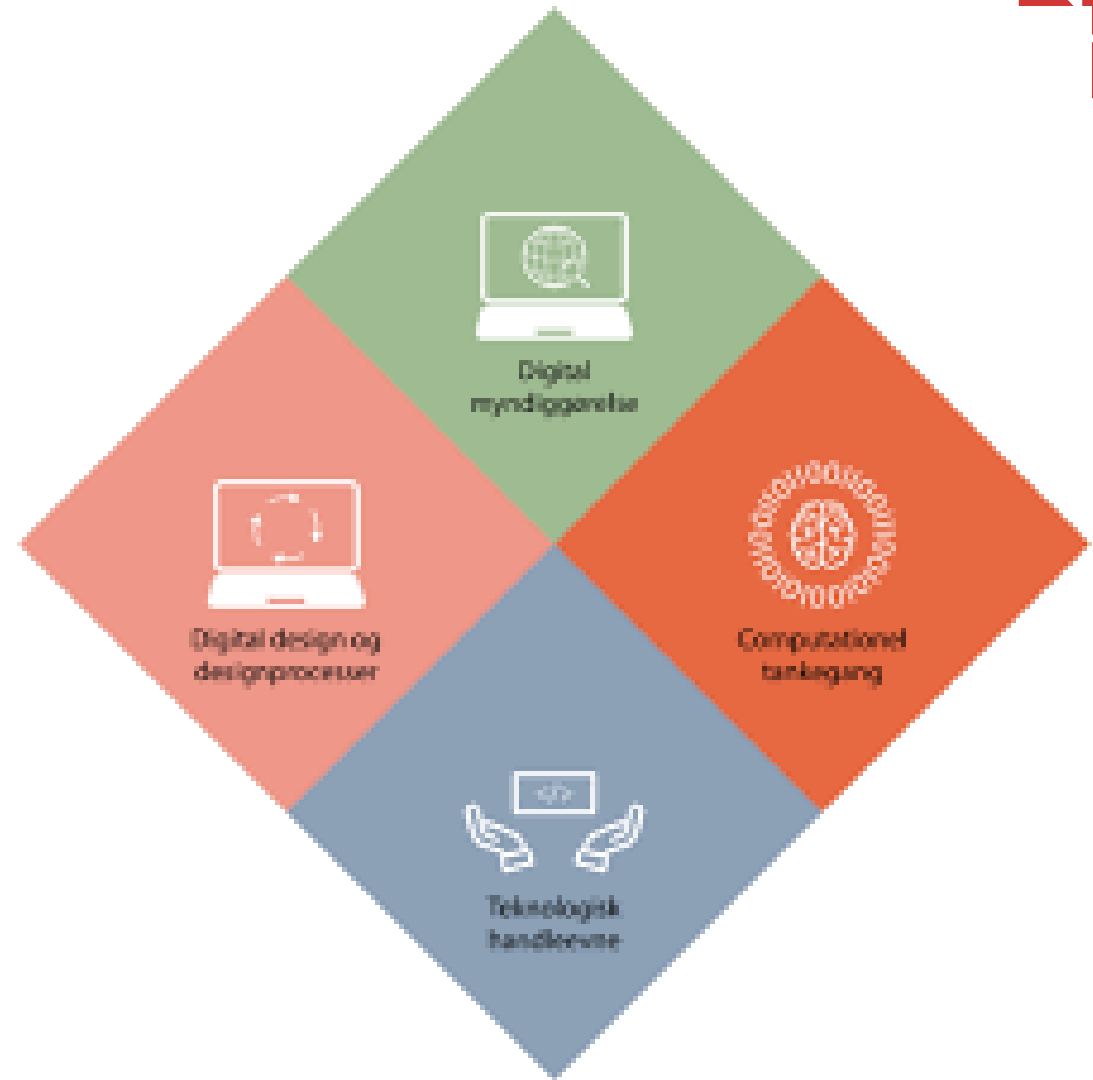 Digital
myndiggørelse
Digital design og
designprocesser
Computationel
tankegang
Teknologisk
handleevne